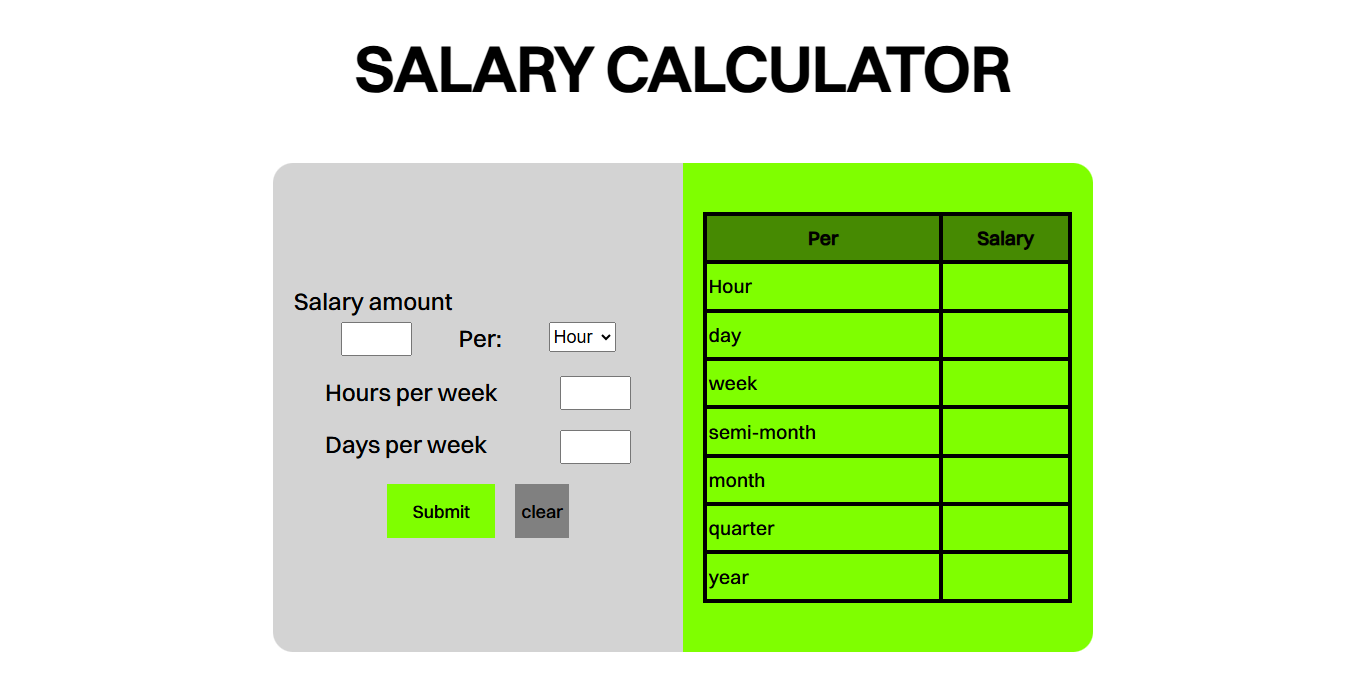 SALARY CALCULATOR
Salary amount
Per: Hour
Hours per week
Days per week
Submit clear
Per Salary
Hour
day
week
semi-month
month
quarter
year